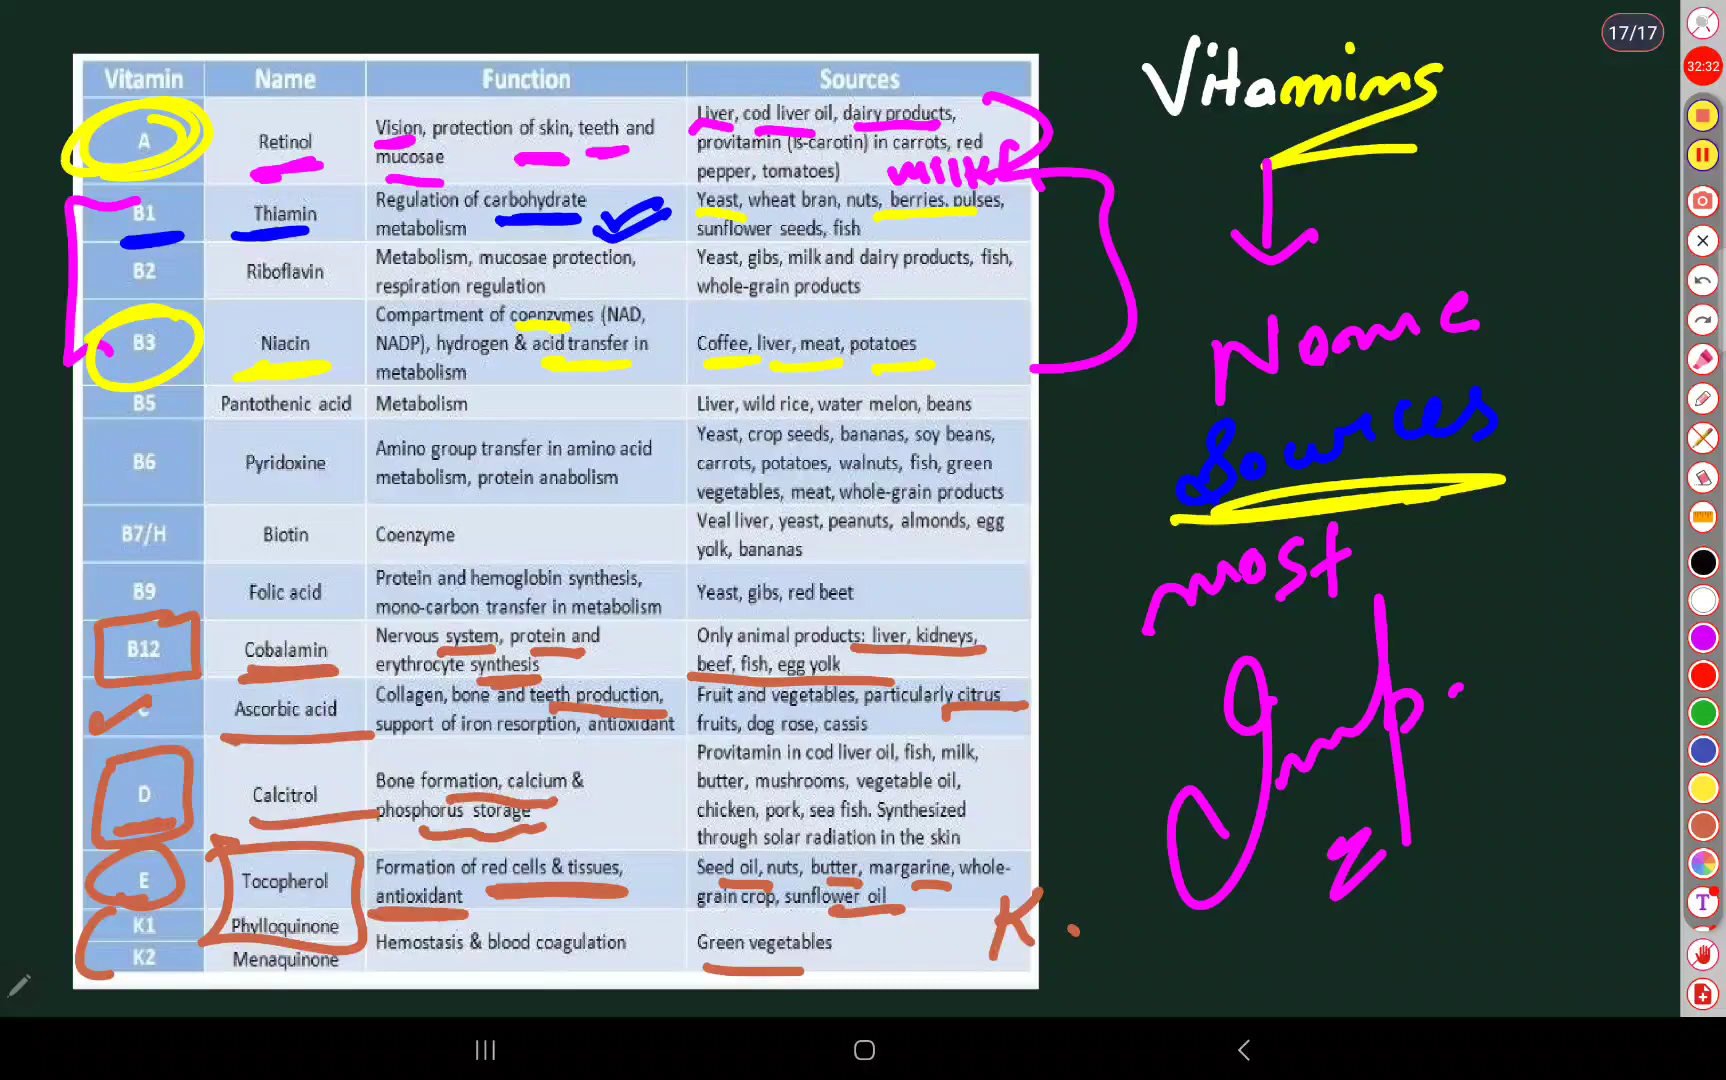 17/17
32:32
Vitamins
Name
Sources
most
Imp.
Vitamin Name Function Sources
A Retinol Vision, protection of skin, teeth and mucosae Liver, cod liver oil, dairy products, provitamin (ß-carotin) in carrots, red pepper, tomatoes)
milk
B1 Thiamin Regulation of carbohydrate metabolism Yeast, wheat bran, nuts, berries, pulses, sunflower seeds, fish
B2 Riboflavin Metabolism, mucosae protection, respiration regulation Yeast, gibs, milk and dairy products, fish, whole-grain products
B3 Niacin Compartment of coenzymes (NAD, NADP), hydrogen & acid transfer in metabolism Coffee, liver, meat, potatoes
B5 Pantothenic acid Metabolism Liver, wild rice, water melon, beans
B6 Pyridoxine Amino group transfer in amino acid metabolism, protein anabolism Yeast, crop seeds, bananas, soy beans, carrots, potatoes, walnuts, fish, green vegetables, meat, whole-grain products
B7/H Biotin Coenzyme Veal liver, yeast, peanuts, almonds, egg yolk, bananas
B9 Folic acid Protein and hemoglobin synthesis, mono-carbon transfer in metabolism Yeast, gibs, red beet
B12 Cobalamin Nervous system, protein and erythrocyte synthesis Only animal products: liver, kidneys, beef, fish, egg yolk
C Ascorbic acid Collagen, bone and teeth production, support of iron resorption, antioxidant Fruit and vegetables, particularly citrus fruits, dog rose, cassis
D Calcitrol Bone formation, calcium & phosphorus storage Provitamin in cod liver oil, fish, milk, butter, mushrooms, vegetable oil, chicken, pork, sea fish. Synthesized through solar radiation in the skin
E Tocopherol Formation of red cells & tissues, antioxidant Seed oil, nuts, butter, margarine, whole-grain crop, sunflower oil
K1 Phylloquinone Hemostasis & blood coagulation Green vegetables
K2 Menaquinone
K.
T